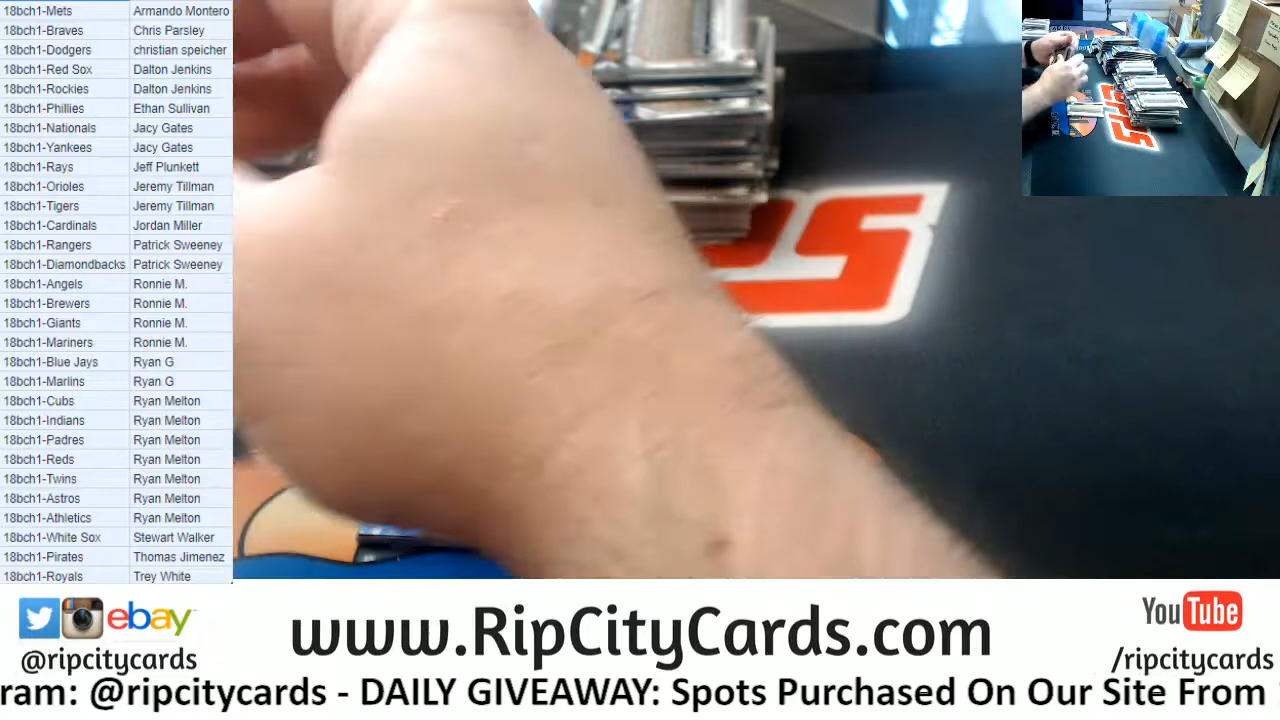 18bch1-Mets Armando Montero
18bch1-Braves Chris Parsley
18bch1-Dodgers christian speicher
18bch1-Red Sox Dalton Jenkins
18bch1-Rockies Dalton Jenkins
18bch1-Phillies Ethan Sullivan
18bch1-Nationals Jacy Gates
18bch1-Yankees Jacy Gates
18bch1-Rays Jeff Plunkett
18bch1-Orioles Jeremy Tillman
18bch1-Tigers Jeremy Tillman
18bch1-Cardinals Jordan Miller
18bch1-Rangers Patrick Sweeney
18bch1-Diamondbacks Patrick Sweeney
18bch1-Angels Ronnie M.
18bch1-Brewers Ronnie M.
18bch1-Giants Ronnie M.
18bch1-Mariners Ronnie M.
18bch1-Blue Jays Ryan G
18bch1-Marlins Ryan G
18bch1-Cubs Ryan Melton
18bch1-Indians Ryan Melton
18bch1-Padres Ryan Melton
18bch1-Reds Ryan Melton
18bch1-Twins Ryan Melton
18bch1-Astros Ryan Melton
18bch1-Athletics Ryan Melton
18bch1-White Sox Stewart Walker
18bch1-Pirates Thomas Jimenez
18bch1-Royals Trey White
ebay
@ripcitycards
www.RipCityCards.com
YouTube
/ripcitycards
ram: @ripcitycards - DAILY GIVEAWAY: Spots Purchased On Our Site From